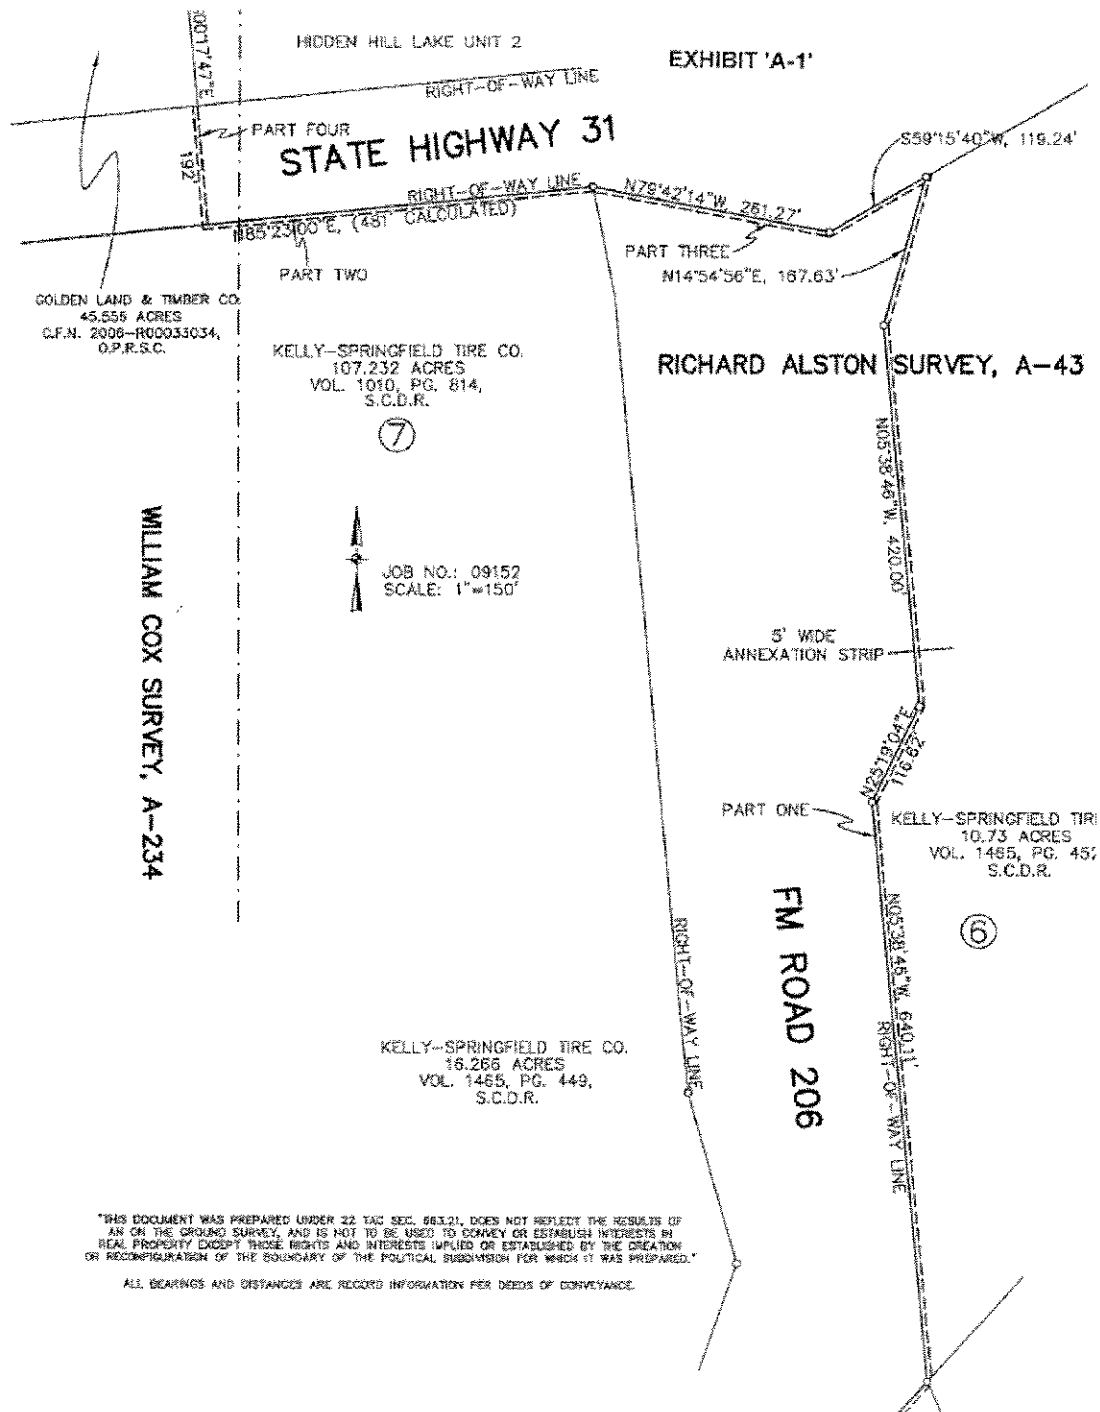 HIDDEN HILL LAKE UNIT 2
EXHIBIT 'A-1'
00°17'47"E
RIGHT-OF-WAY LINE
PART FOUR
STATE HIGHWAY 31
S59°15'40"W, 119.24'
192'
RIGHT-OF-WAY LINE
N85°23'00"E, (481' CALCULATED)
N79°42'14"W, 261.27'
PART TWO
PART THREE
N14°54'56"E, 167.63'
GOLDEN LAND & TIMBER CO.
45.556 ACRES
C.F.N. 2006-R00033034,
O.P.R.S.C.
KELLY-SPRINGFIELD TIRE CO.
107.232 ACRES
VOL. 1010, PG. 814,
S.C.D.R.
7
RICHARD ALSTON SURVEY, A-43
N05°38'46"W, 420.00'
WILLIAM COX SURVEY, A-234
JOB NO.: 09152
SCALE: 1"=150'
5' WIDE
ANNEXATION STRIP
N25°19'04"E
116.62'
PART ONE
KELLY-SPRINGFIELD
10.73 ACRES
VOL. 1465, PG.
S.C.D.R.
6
FM ROAD 206
N05°38'46"W, 640.11'
RIGHT-OF-WAY LINE
RIGHT-OF-WAY LINE
KELLY-SPRINGFIELD TIRE CO.
16.266 ACRES
VOL. 1465, PG. 449,
S.C.D.R.
"THIS DOCUMENT WAS PREPARED UNDER 22 TAC SEC. 663.21, DOES NOT REFLECT THE RESULTS OF
AN ON THE GROUND SURVEY, AND IS NOT TO BE USED TO CONVEY OR ESTABLISH INTERESTS IN
REAL PROPERTY EXCEPT THOSE RIGHTS AND INTERESTS IMPLIED OR ESTABLISHED BY THE CREATION
OR RECONFIGURATION OF THE BOUNDARY OF THE POLITICAL SUBDIVISION FOR WHICH IT WAS PREPARED."
ALL BEARINGS AND DISTANCES ARE RECORD INFORMATION PER DEEDS OF CONVEYANCE.